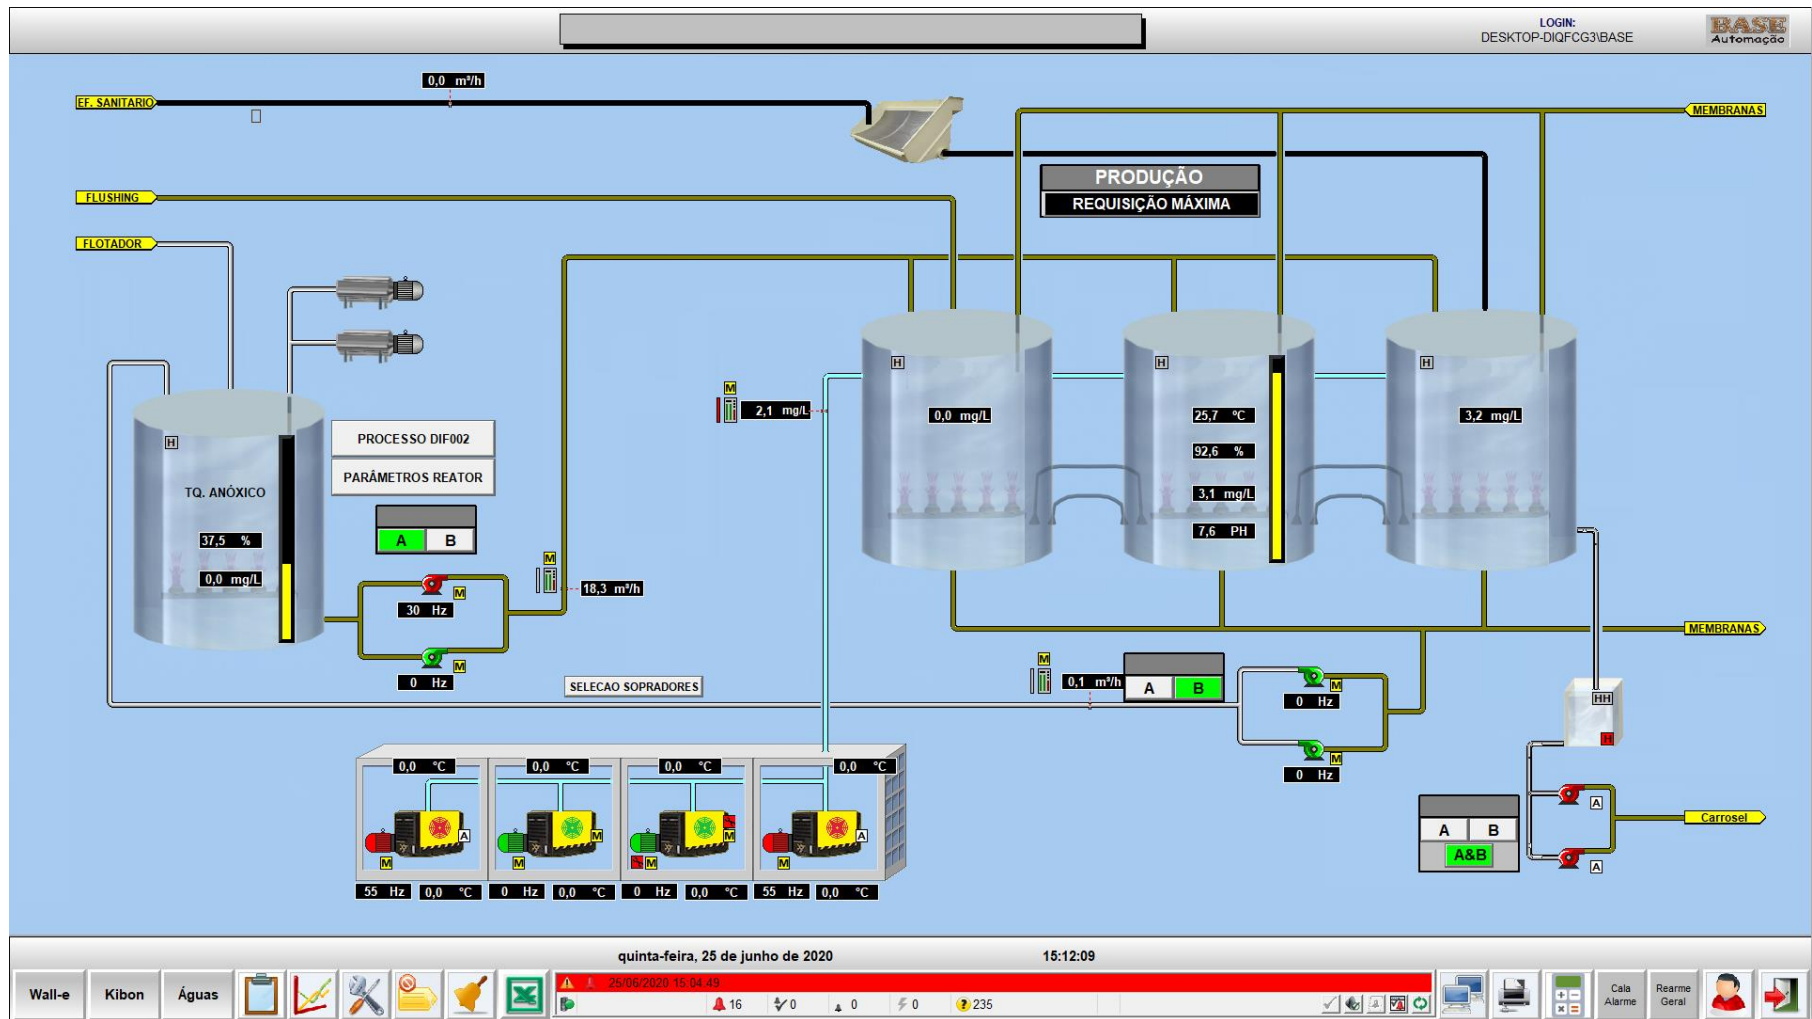 LOGIN:
DESKTOP-DIQFCG3\BASE
BASE
Automação
0,0 m³/h
EF. SANITARIO
MEMBRANAS
PRODUÇÃO
REQUISIÇÃO MÁXIMA
FLUSHING
FLOTADOR
H
H
H
M
2,1 mg/L
0,0 mg/L
25,7 °C
3,2 mg/L
92,6 %
3,1 mg/L
7,6 PH
H
PROCESSO DIF002
PARÂMETROS REATOR
TQ. ANÓXICO
37,5 %
0,0 mg/L
A B
M
18,3 m³/h
M
30 Hz
M
0 Hz
SELECAO SOPRADORES
MEMBRANAS
M
0,1 m³/h
A B
M
0 Hz
M
0 Hz
HH
H
A
Carrosel
A B
A&B
A
0,0 °C
0,0 °C
0,0 °C
0,0 °C
A
M
M
A
M
M
M
M
55 Hz
0,0 °C
0 Hz
0,0 °C
0 Hz
0,0 °C
55 Hz
0,0 °C
quinta-feira, 25 de junho de 2020
15:12:09
Wall-e
Kibon
Águas
25/06/2020 15:04:49
16
0
0
0
235
Cala
Alarme
Rearme
Geral